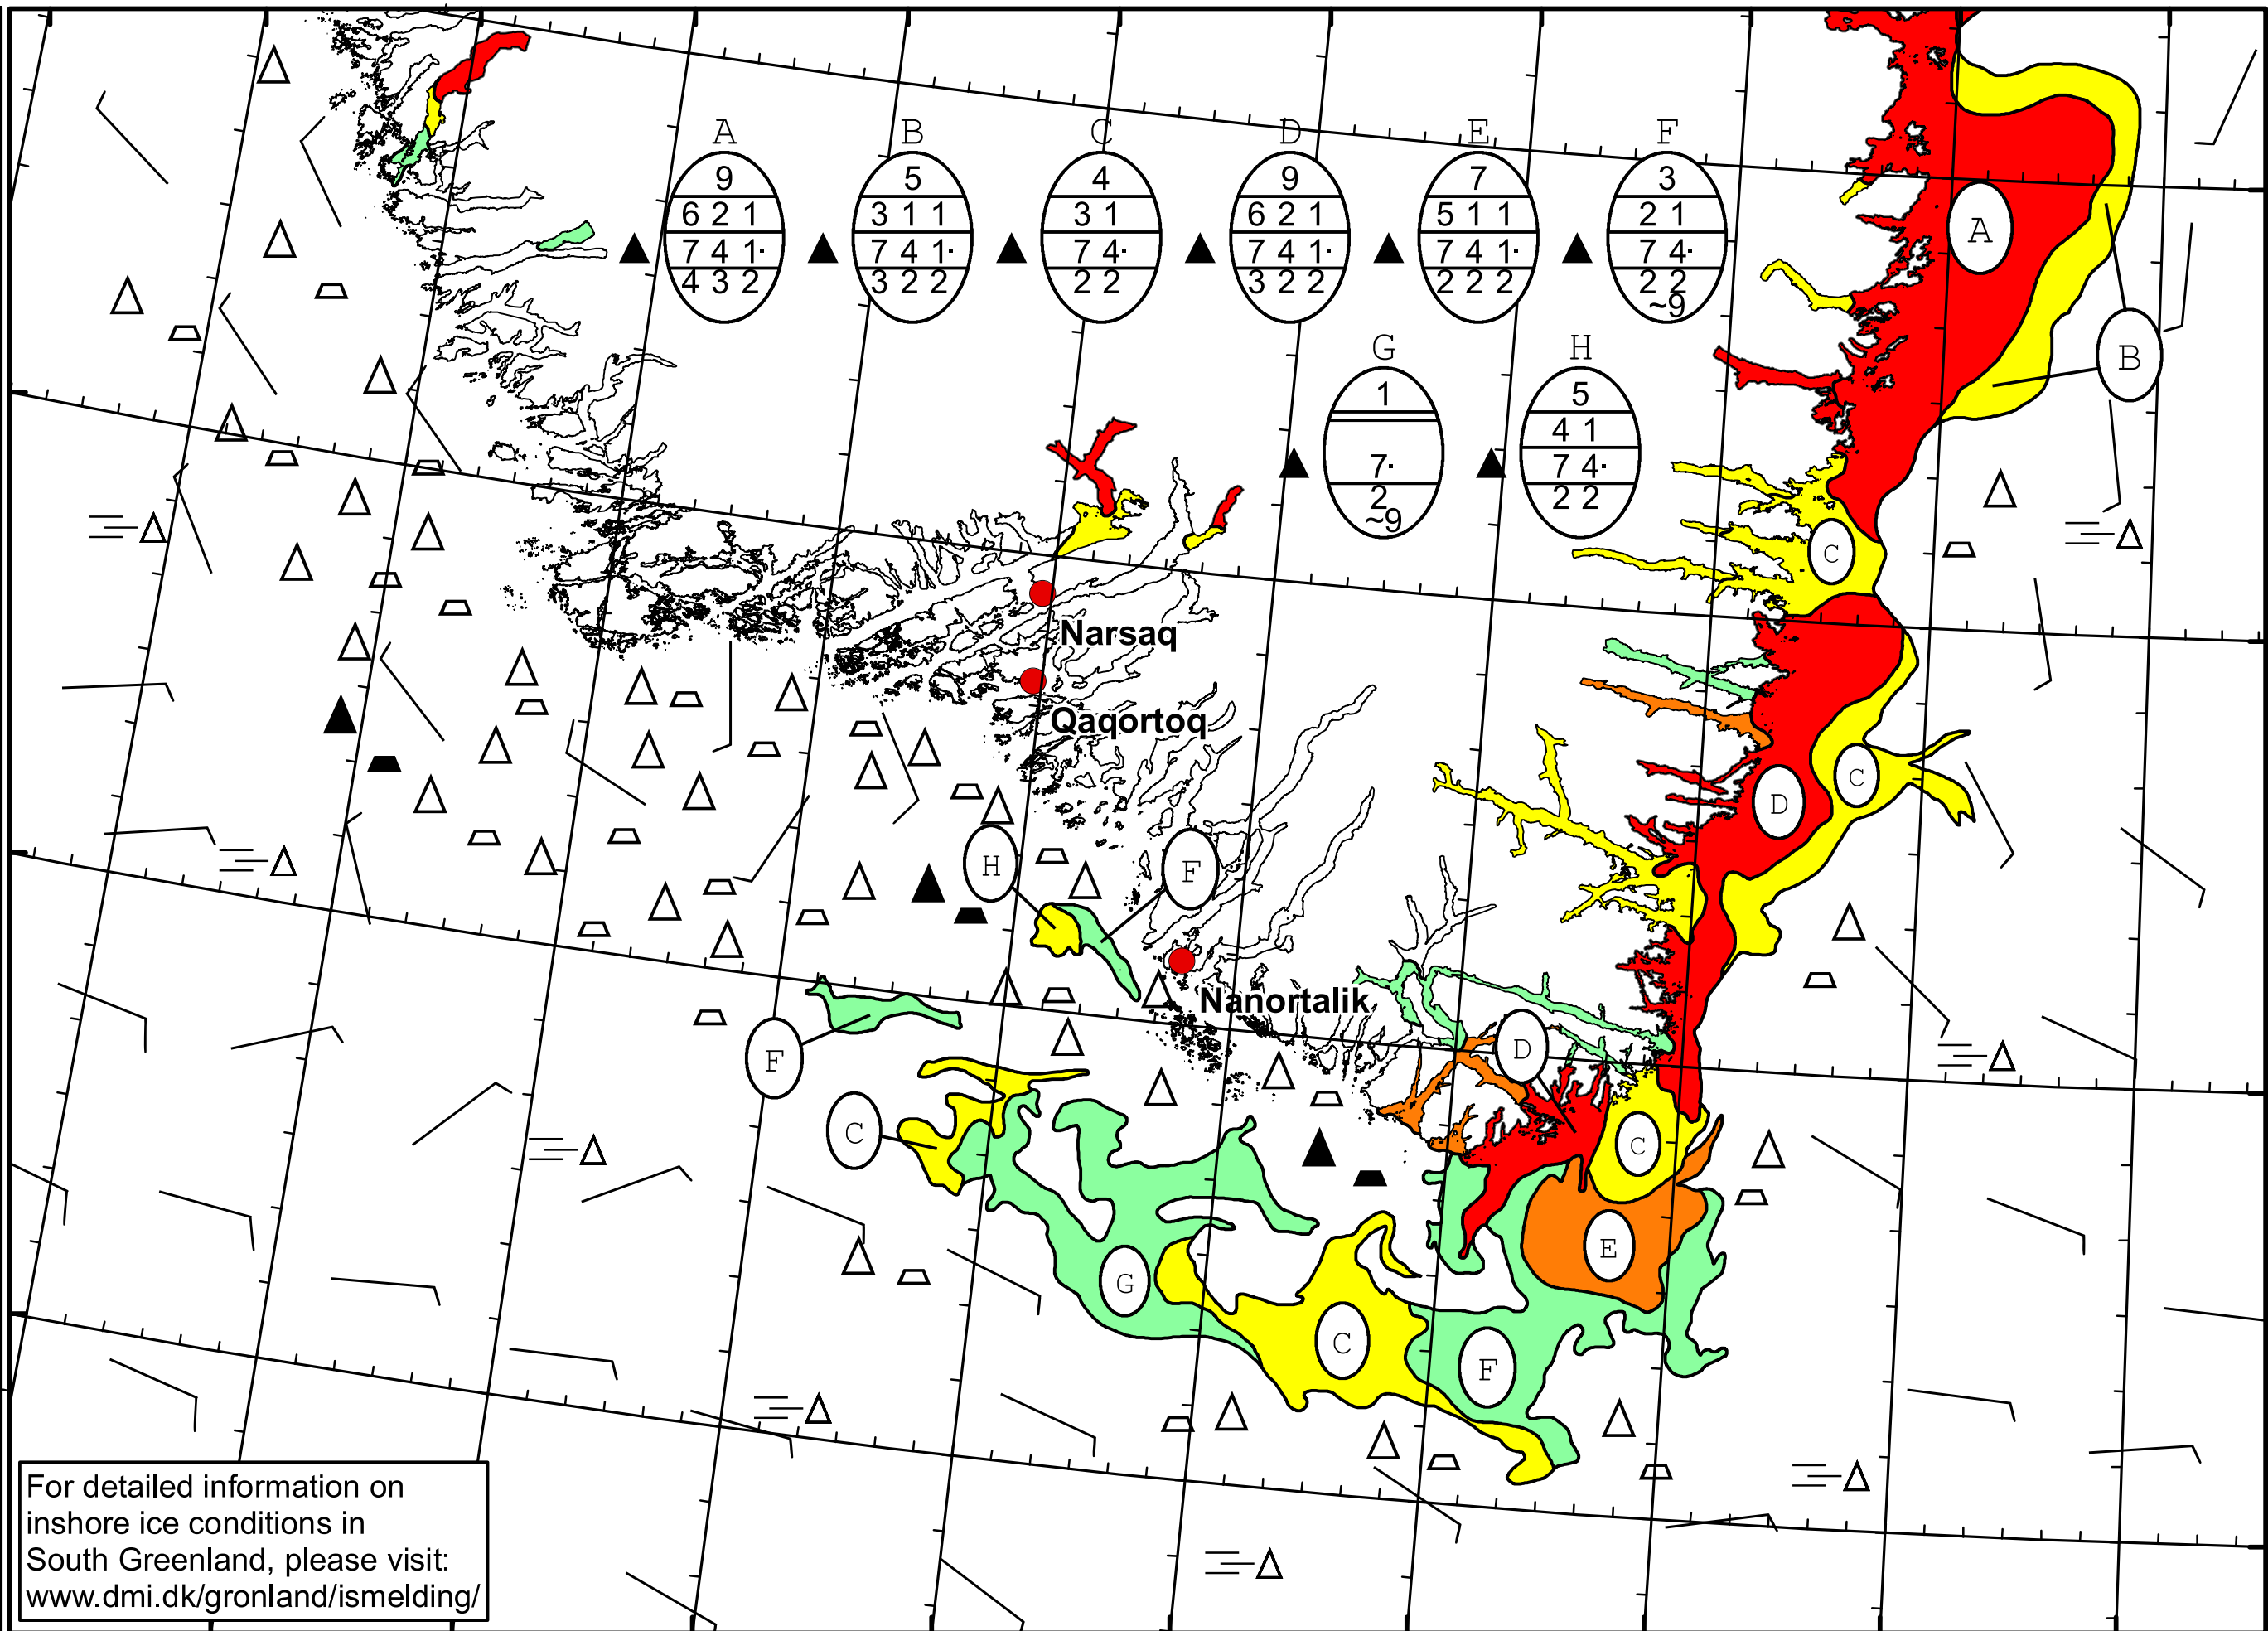 A B C D E F
9 5 4 9 7 3
6 2 1 3 1 1 3 1 6 2 1 5 1 1 2 1
7 4 1· 7 4 1· 7 4· 7 4 1· 7 4 1· 7 4·
4 3 2 3 2 2 2 2 3 2 2 2 2 2 2 2
~9
A
B
G H
1 5
4 1
7· 7 4·
2 2 2
~9
C
Narsaq
Qaqortoq
C
D
H F
Nanortalik
D
F
C C
E
G
C
F
For detailed information on
inshore ice conditions in
South Greenland, please visit:
www.dmi.dk/gronland/ismelding/